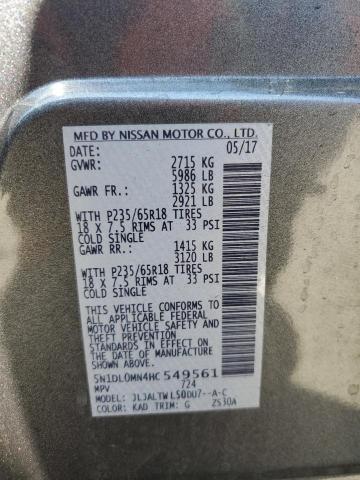 MFD BY NISSAN MOTOR CO., LTD.
DATE: 05/17
GVWR: 2715 KG
5986 LB
GAWR FR.: 1325 KG
2921 LB
WITH P235/65R18 TIRES
18 X 7.5 RIMS AT 33 PSI
COLD SINGLE
GAWR RR.: 1415 KG
3120 LB
WITH P235/65R18 TIRES
18 X 7.5 RIMS AT 33 PSI
COLD SINGLE
THIS VEHICLE CONFORMS TO
ALL APPLICABLE FEDERAL
MOTOR VEHICLE SAFETY
AND THEFT PREVENTION
STANDARDS IN EFFECT ON
THE DATE OF MANUFACTURE
SHOWN ABOVE.
5N1DL0MN4HC 549561
MPV 724
MODEL: JLJALTWL50DU7--A-C
COLOR: KAD TRIM: G ZS30A